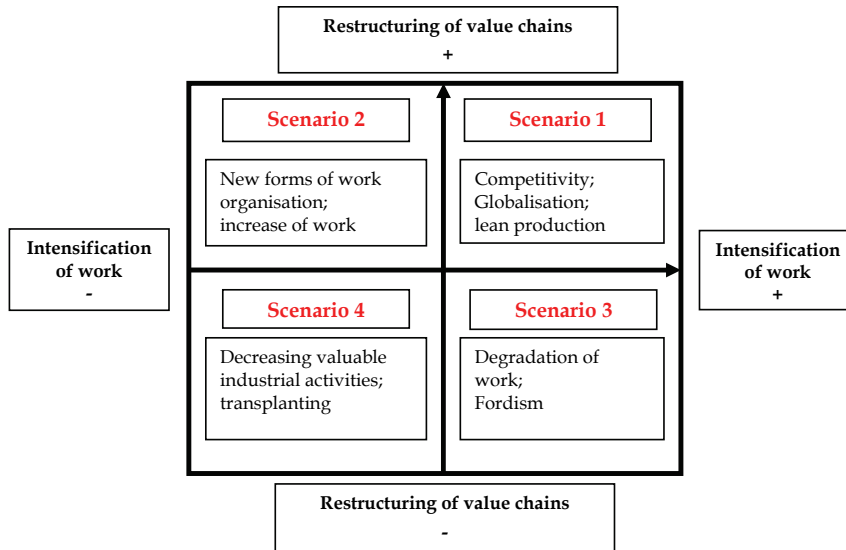 Restructuring of value chains
+
Scenario 2
Scenario 1
New forms of work
organisation;
increase of work
Competitivity;
Globalisation;
lean production
Intensification
of work
-
Intensification
of work
+
Scenario 4
Scenario 3
Decreasing valuable
industrial activities;
transplanting
Degradation of
work;
Fordism
Restructuring of value chains
-